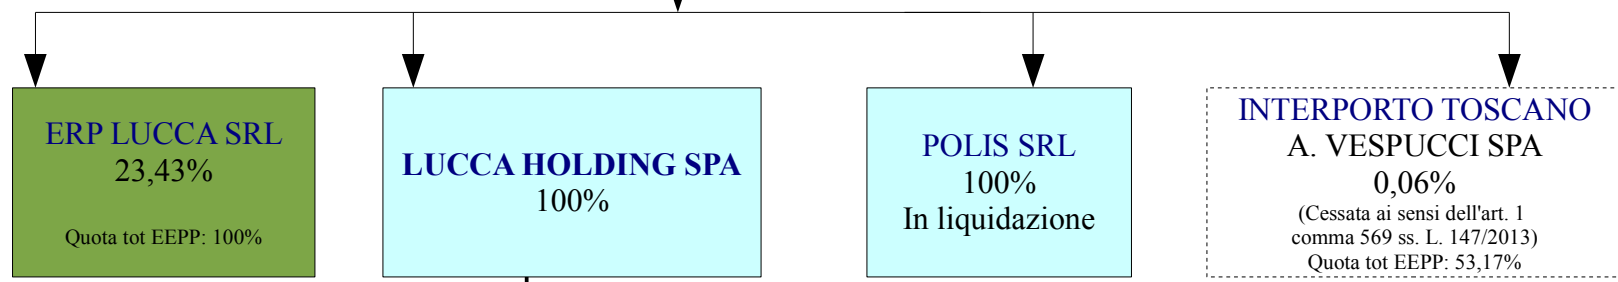 ERP LUCCA SRL
23,43%
Quota tot EEPP: 100%
LUCCA HOLDING SPA
100%
POLIS SRL
100%
In liquidazione
INTERPORTO TOSCANO
A. VESPUCCI SPA
0,06%
(Cessata ai sensi dell'art. 1
comma 569 ss. L. 147/2013)
Quota tot EEPP: 53,17%